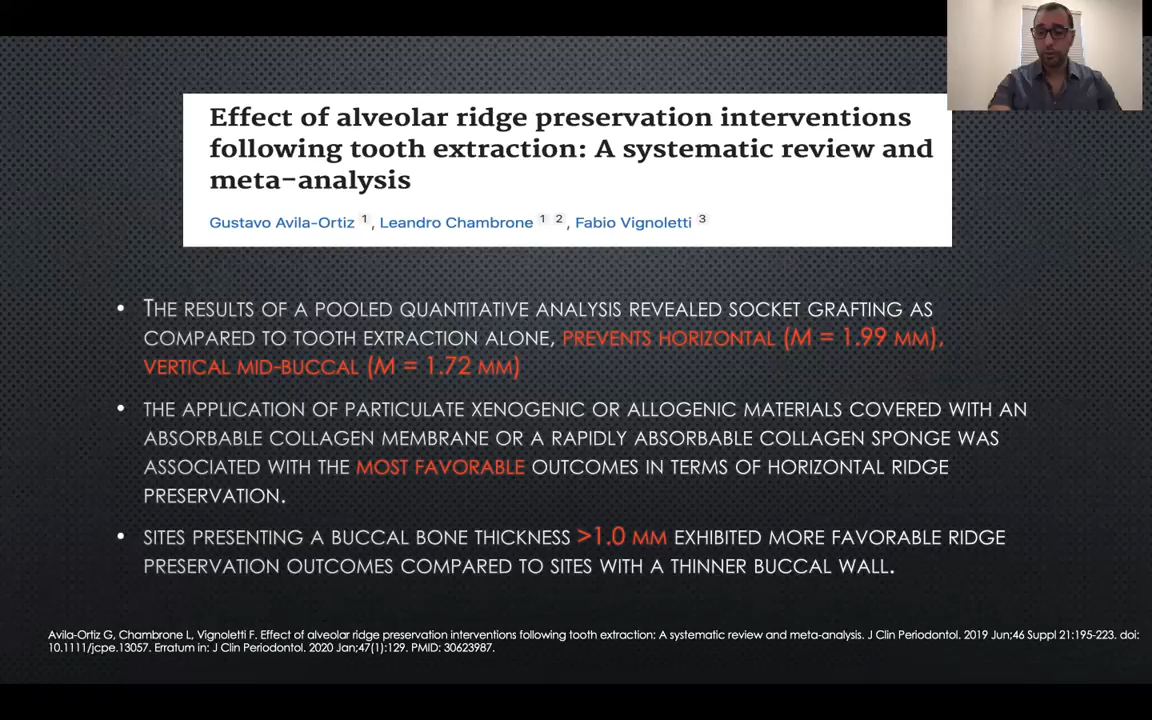 Effect of alveolar ridge preservation interventions
following tooth extraction: A systematic review and
meta-analysis
Gustavo Avila-Ortiz 1 , Leandro Chambrone 1 2 , Fabio Vignoletti 3
• THE RESULTS OF A POOLED QUANTITATIVE ANALYSIS REVEALED SOCKET GRAFTING AS
COMPARED TO TOOTH EXTRACTION ALONE, PREVENTS HORIZONTAL (M = 1.99 MM),
VERTICAL MID-BUCCAL (M = 1.72 MM)
• THE APPLICATION OF PARTICULATE XENOGENIC OR ALLOGENIC MATERIALS COVERED WITH AN
ABSORBABLE COLLAGEN MEMBRANE OR A RAPIDLY ABSORBABLE COLLAGEN SPONGE WAS
ASSOCIATED WITH THE MOST FAVORABLE OUTCOMES IN TERMS OF HORIZONTAL RIDGE
PRESERVATION.
• SITES PRESENTING A BUCCAL BONE THICKNESS >1.0 MM EXHIBITED MORE FAVORABLE RIDGE
PRESERVATION OUTCOMES COMPARED TO SITES WITH A THINNER BUCCAL WALL.
Avila-Ortiz G, Chambrone L, Vignoletti F. Effect of alveolar ridge preservation interventions following tooth extraction: A systematic review and meta-analysis. J Clin Periodontol. 2019 Jun;46 Suppl 21:195-223. doi:
10.1111/jcpe.13057. Erratum in: J Clin Periodontol. 2020 Jan;47(1):129. PMID: 30623987.